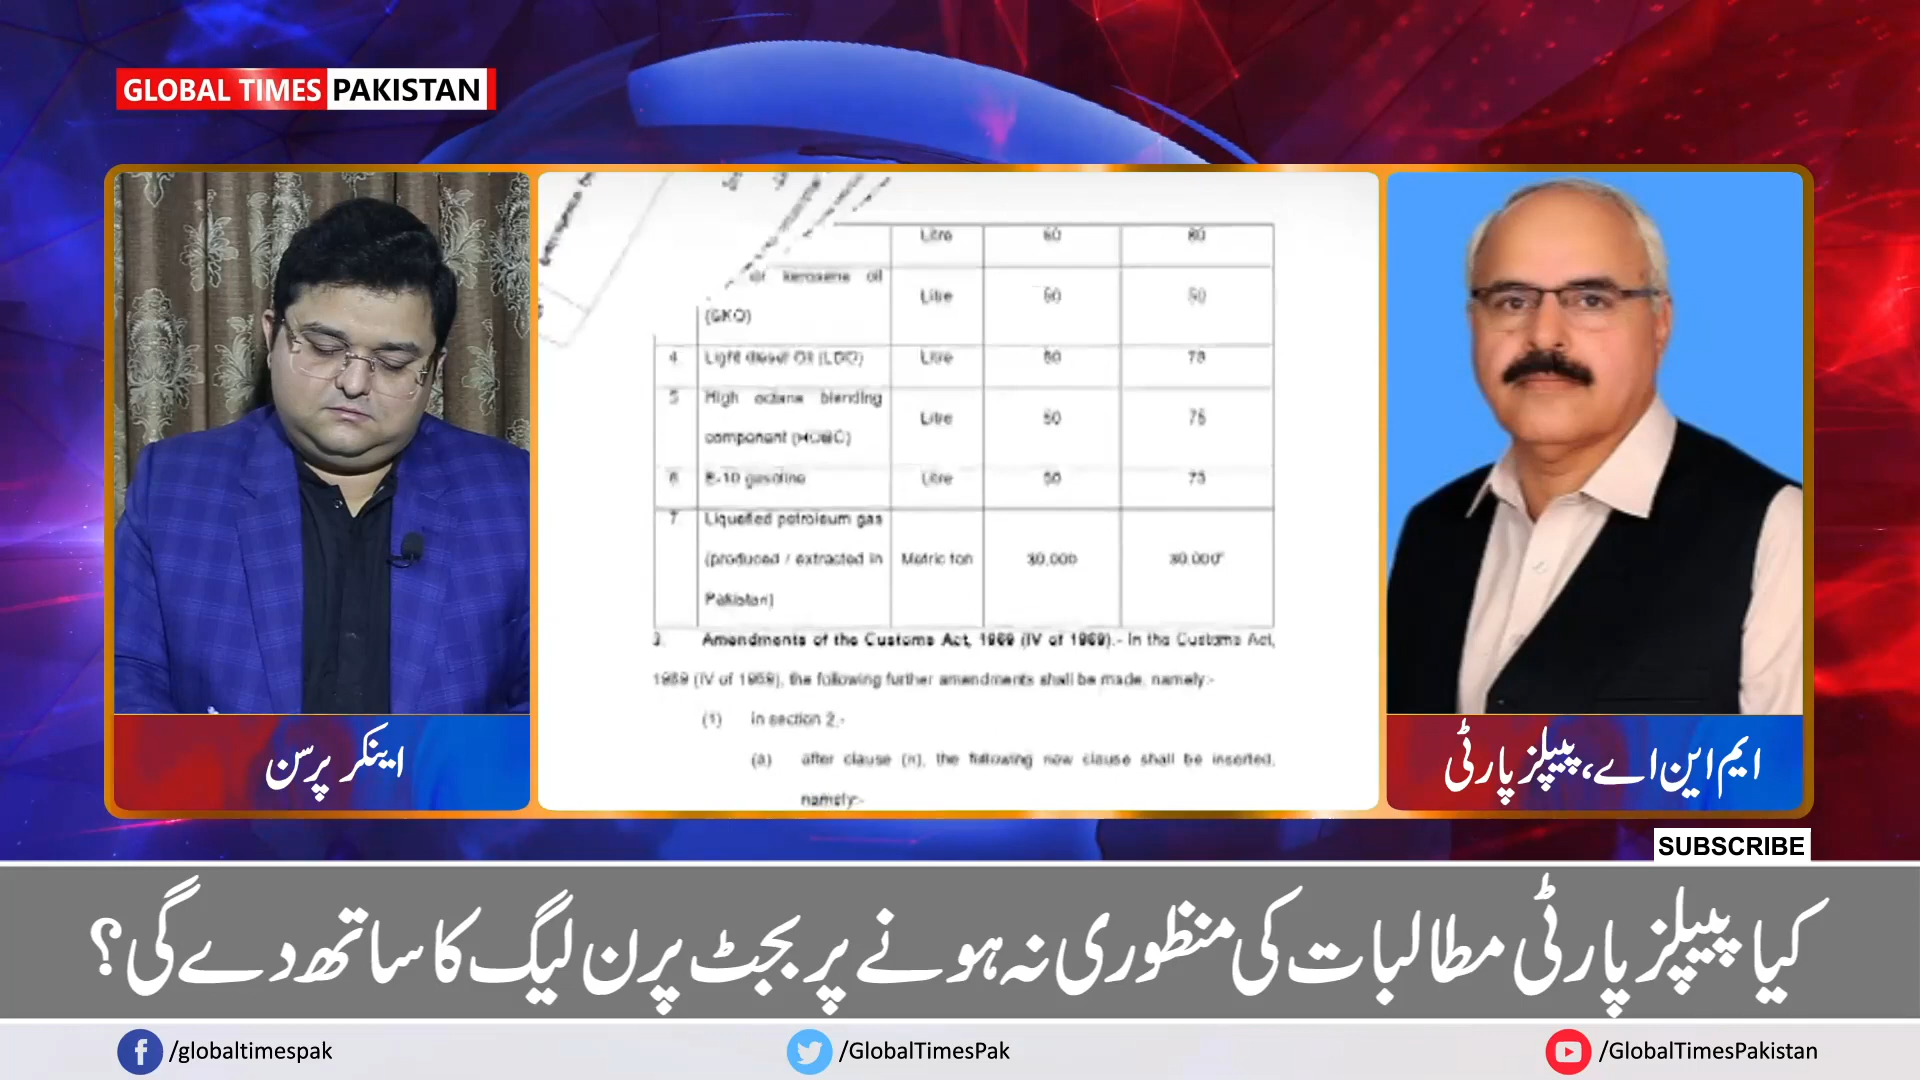 GLOBAL TIMES PAKISTAN
Litre 60 80
kerosene oil
(SKO)
Litre 50 50
4. Light diesel Oil (LDO) Litre 50 75
5 High octane blending
component (HOBC)
Litre 50 75
6 E-10 gasoline Litre 50 75
7. Liquefied petroleum gas
(produced / extracted in
Pakistan)
Metric ton 30,000 30,000"
3. Amendments of the Customs Act, 1969 (IV of 1969).- In the Customs Act,
1969 (IV of 1969), the following further amendments shall be made, namely:-
(1) in section 2,-
(a) after clause the following new clause shall be inserted,
namely:-
اینکر پرسن
ایم این اے، پیپلز پارٹی
SUBSCRIBE
کیا پیپلز پارٹی مطالبات کی منظوری نہ ہونے پر بجٹ پر ن لیگ کا ساتھ دے گی؟
/globaltimespak
/GlobalTimesPak
/GlobalTimesPakistan